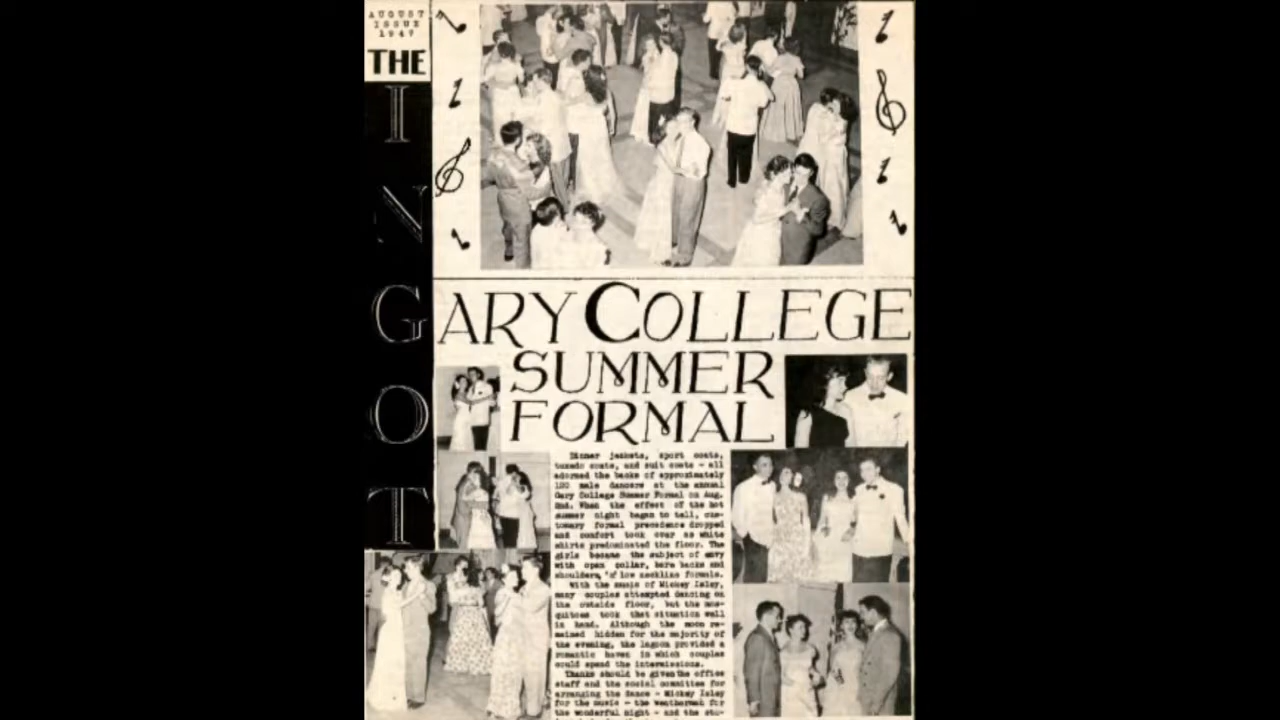 AUGUST
ISSUE
1947
THE
INGOT
GARY COLLEGE
SUMMER
FORMAL
Dinner jackets, sport coats,
tuxedo coats, and suit coats - all
adorned the backs of approximately
120 male dancers at the annual
Gary College Summer Formal on Aug.
2nd. When the effect of the hot
summer night began to tell, cus-
tomary formal precedence dropped
and comfort took over as white
shirts predominated the floor. The
girls became the subject of envy
with open collar, bare backs and
shoulders, 'n' low neckline formals.
With the music of Mickey Isley,
many couples attempted dancing on
the outside floor, but the mos-
quitoes took that situation well
in hand. Although the moon re-
mained hidden for the majority of
the evening, the lagoon provided a
romantic haven in which couples
could spend the intermissions.
Thanks should be given the office
staff and the social committee for
arranging the dance - Mickey Isley
for the music - the weatherman for
the wonderful night - and the stu-